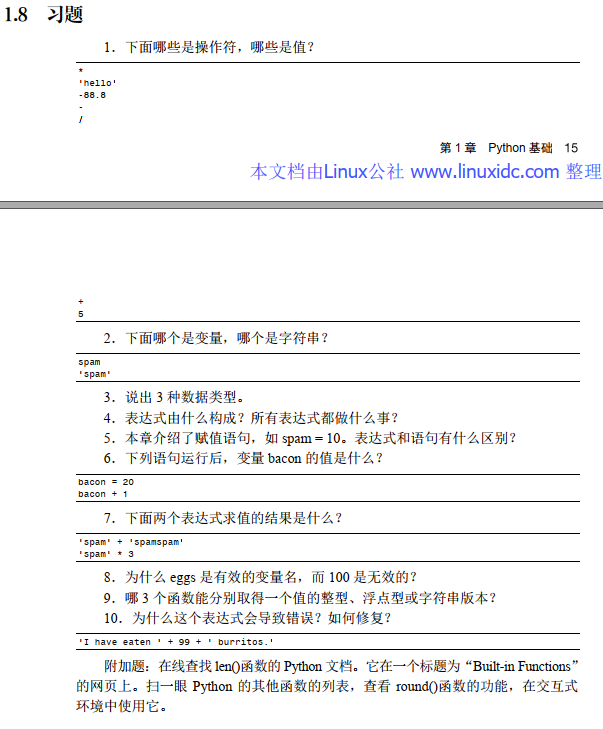 1.8 习题
1．下面哪些是操作符，哪些是值？
*
'hello'
-88.8
-
/
第 1 章 Python 基础 15
本文档由Linux公社 www.linuxidc.com 整理
+
5
2．下面哪个是变量，哪个是字符串？
spam
'spam'
3．说出 3 种数据类型。
4．表达式由什么构成？所有表达式都做什么事？
5．本章介绍了赋值语句，如 spam = 10。表达式和语句有什么区别？
6．下列语句运行后，变量 bacon 的值是什么？
bacon = 20
bacon + 1
7．下面两个表达式求值的结果是什么？
'spam' + 'spamspam'
'spam' * 3
8．为什么 eggs 是有效的变量名，而 100 是无效的？
9．哪 3 个函数能分别取得一个值的整型、浮点型或字符串版本？
10．为什么这个表达式会导致错误？如何修复？
'I have eaten ' + 99 + ' burritos.'
附加题：在线查找 len()函数的 Python 文档。它在一个标题为“Built-in Functions”
的网页上。扫一眼 Python 的其他函数的列表，查看 round()函数的功能，在交互式
环境中使用它。